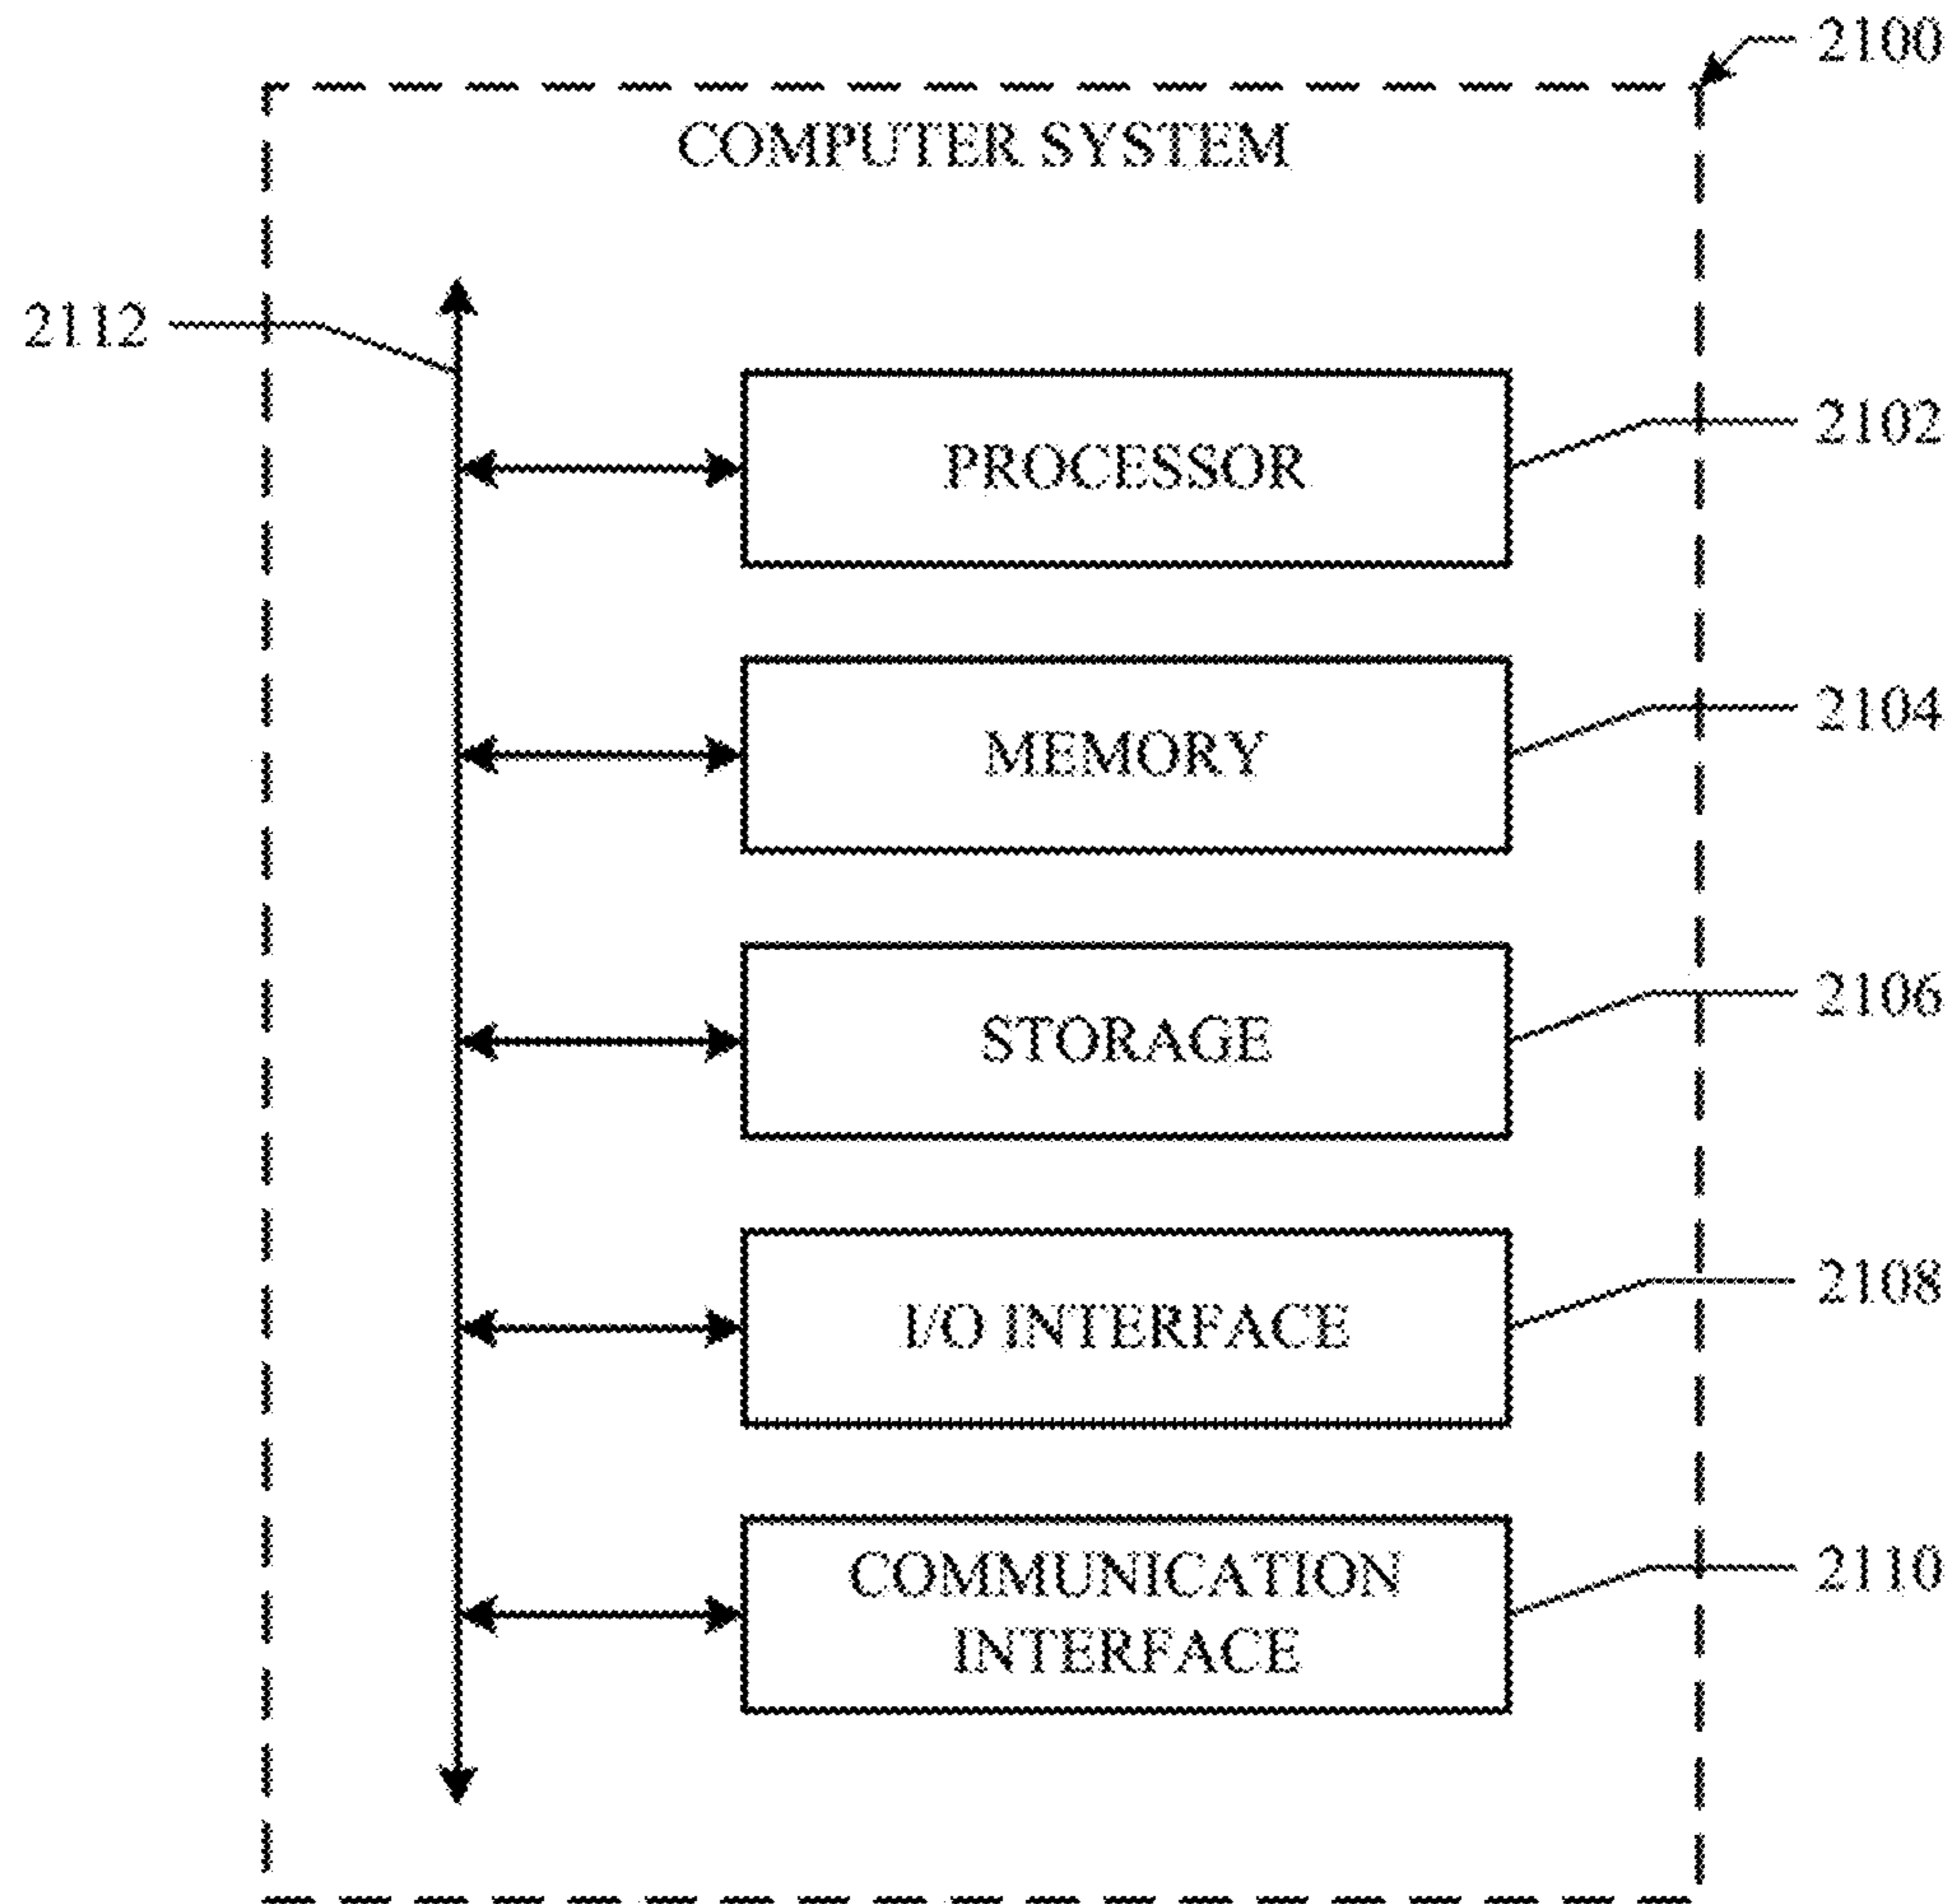 2100
COMPUTER SYSTEM
2112
2102
PROCESSOR
2104
MEMORY
2106
STORAGE
2108
I/O INTERFACE
2110
COMMUNICATION
INTERFACE